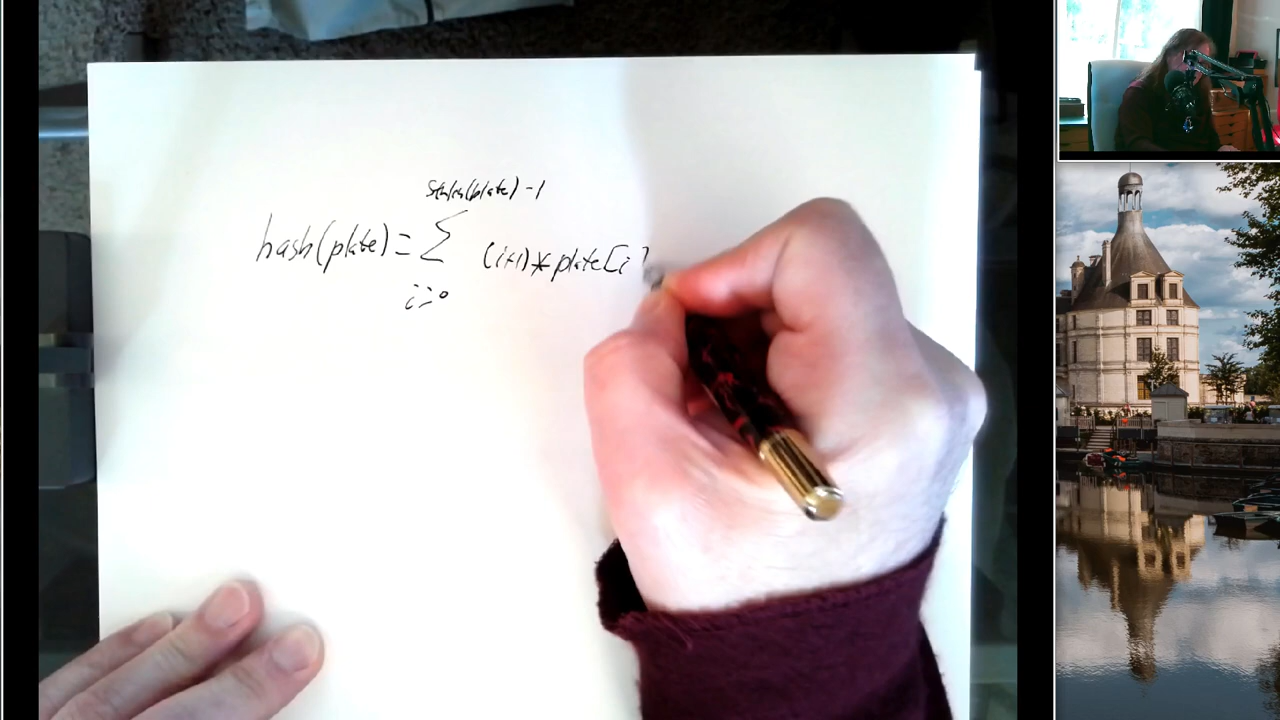 strlen(plate) - 1
hash(plate) = Σ (i+1)*plate[i]
i=0